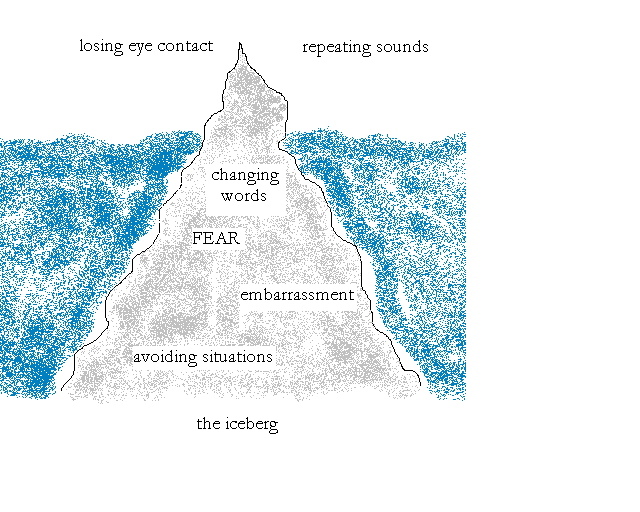 losing eye contact
repeating sounds
changing
words
FEAR
embarrassment
avoiding situations
the iceberg